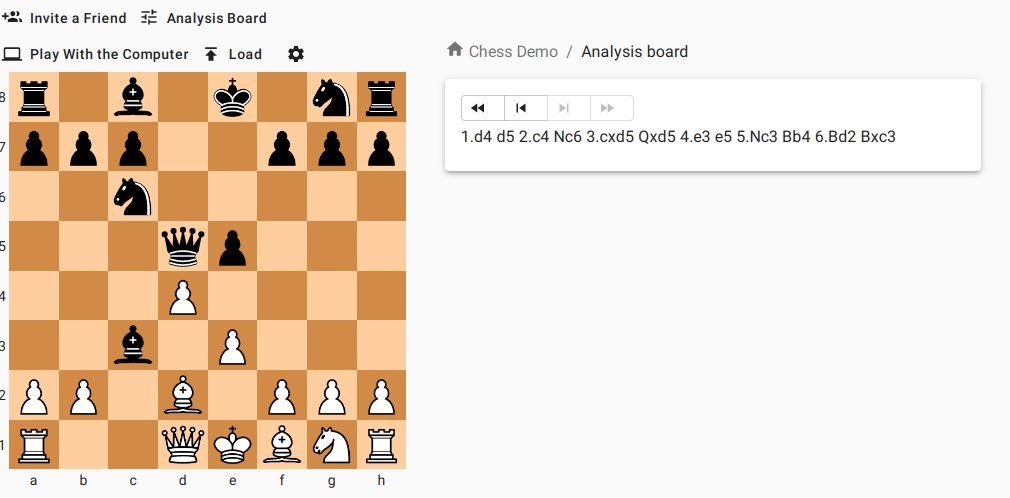 Invite a Friend Analysis Board
Play With the Computer Load
Chess Demo / Analysis board
1.d4 d5 2.c4 Nc6 3.cxd5 Qxd5 4.e3 e5 5.Nc3 Bb4 6.Bd2 Bxc3
8
7
6
5
4
3
2
1
a b c d e f g h